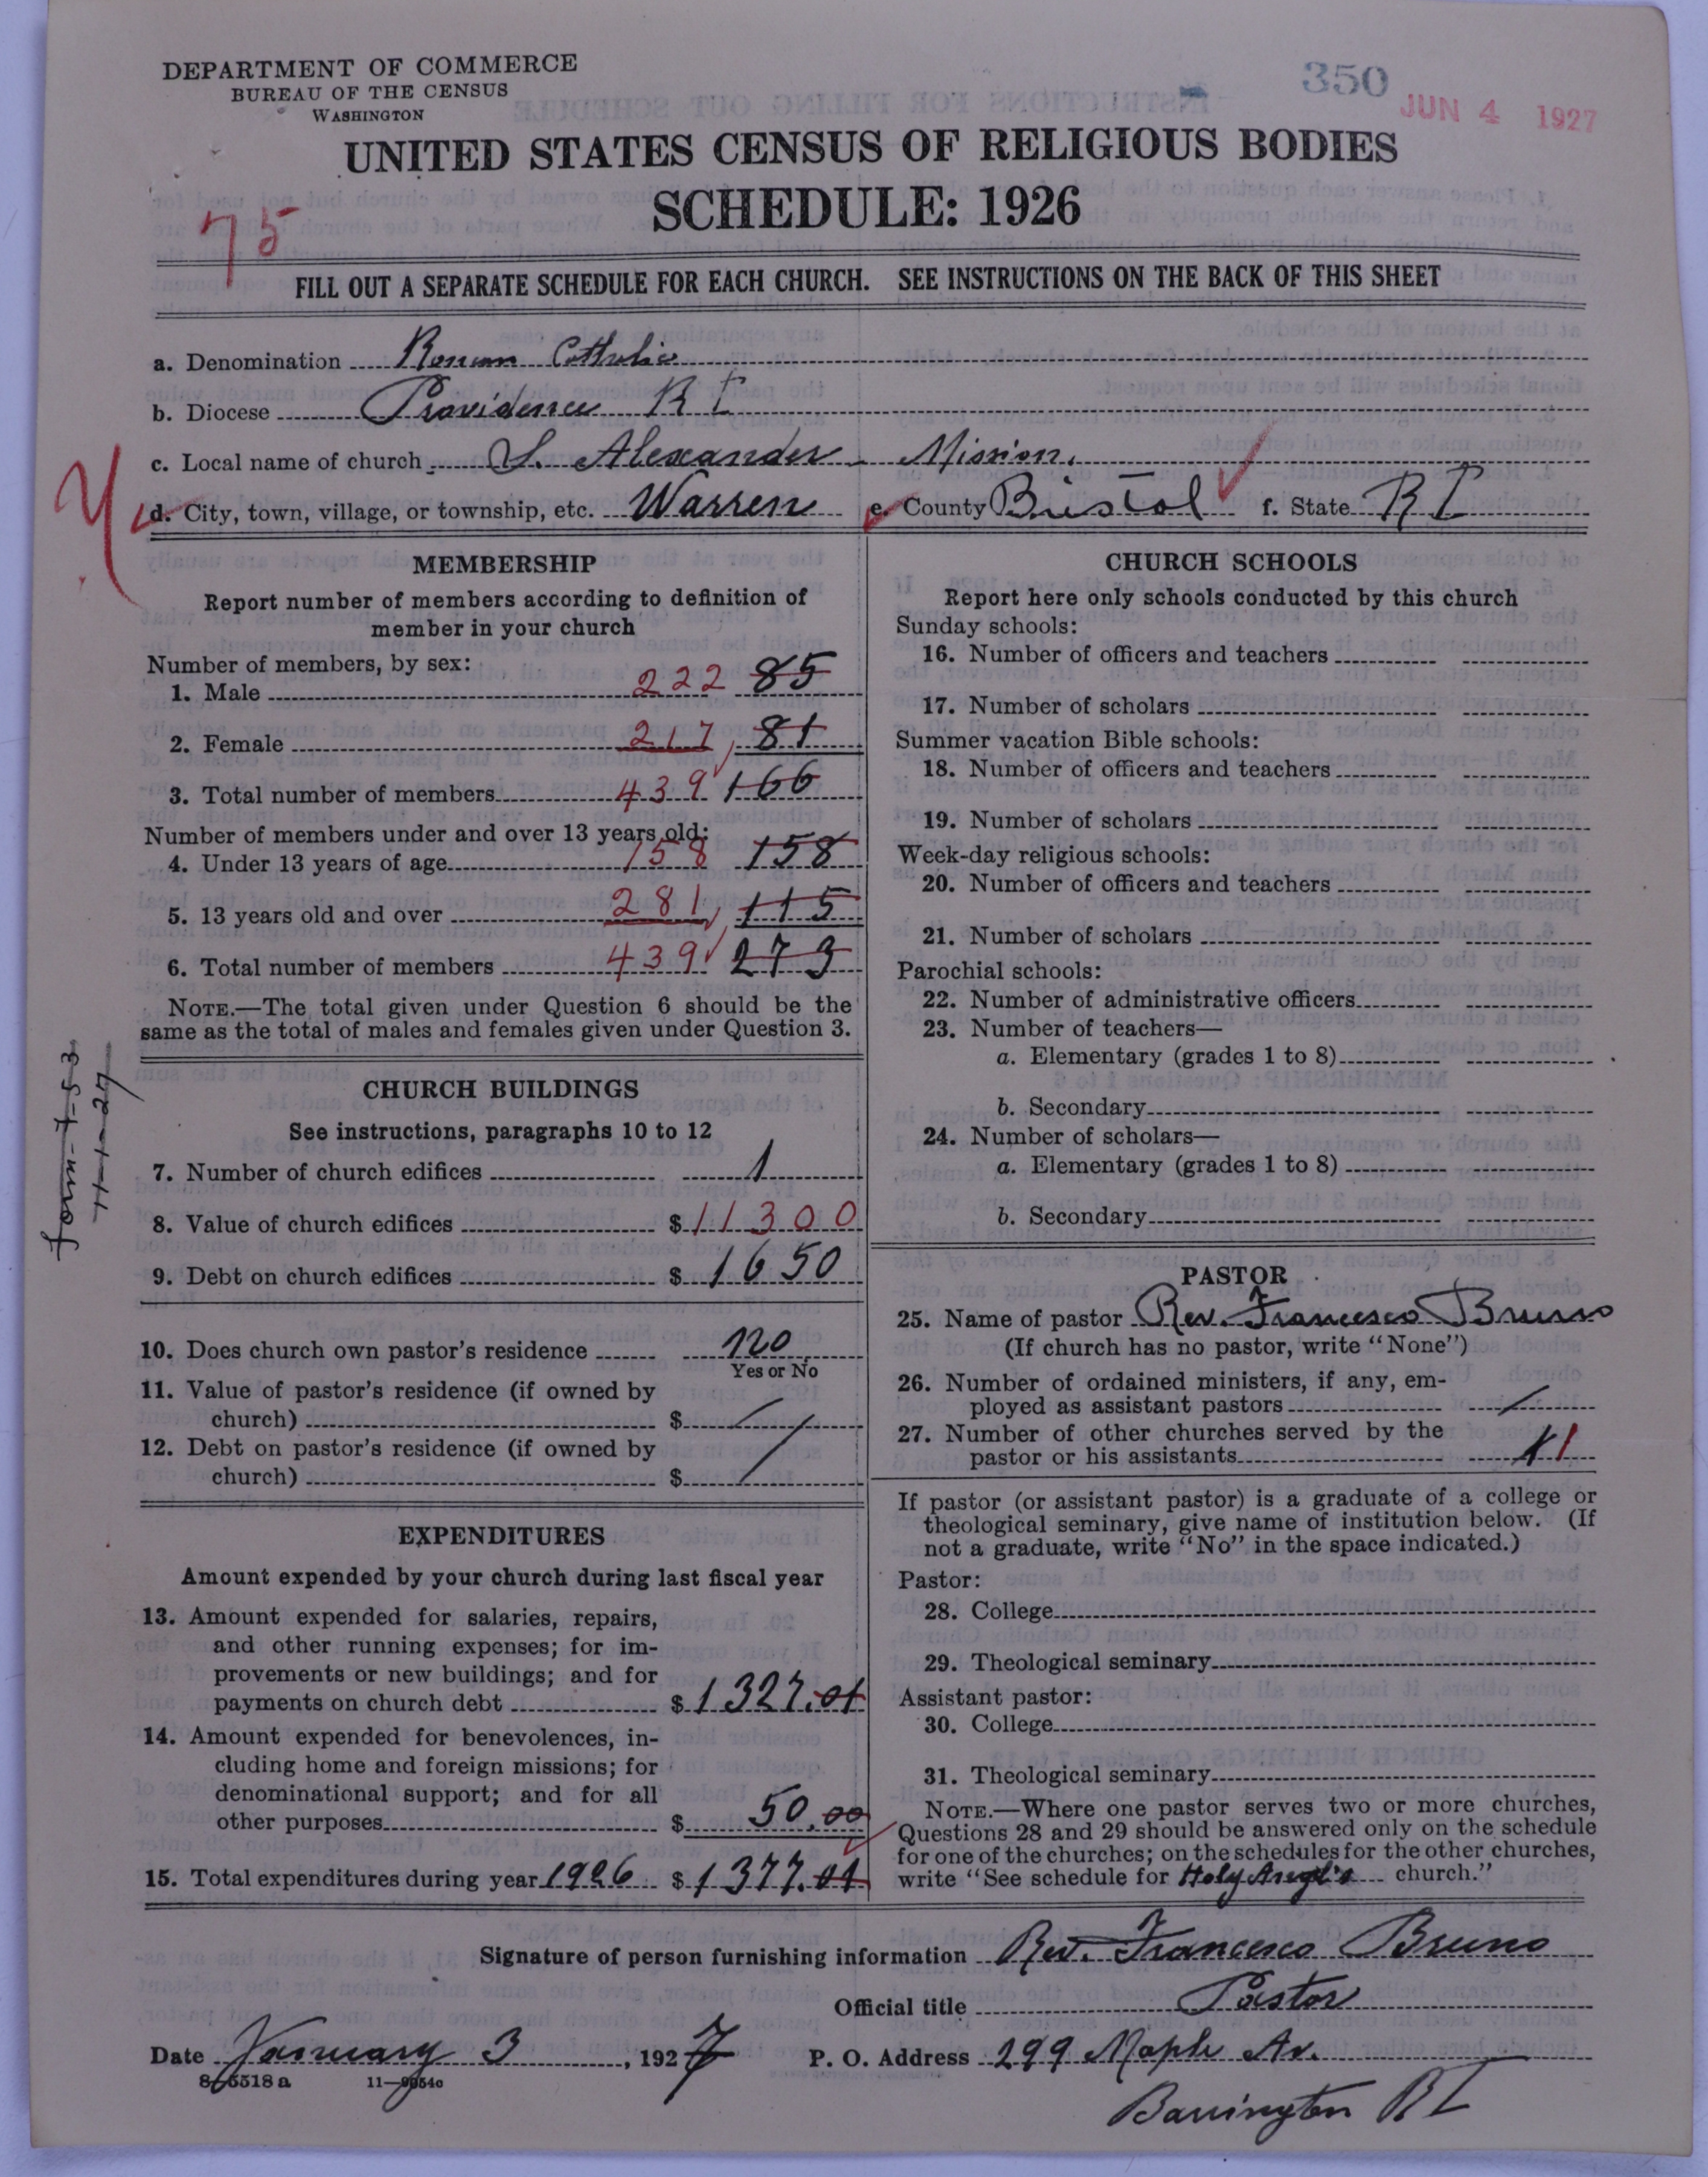 DEPARTMENT OF COMMERCE
BUREAU OF THE CENSUS
WASHINGTON
350
JUN 4 1927
UNITED STATES CENSUS OF RELIGIOUS BODIES
SCHEDULE: 1926
75
FILL OUT A SEPARATE SCHEDULE FOR EACH CHURCH. SEE INSTRUCTIONS ON THE BACK OF THIS SHEET
a. Denomination Roman Catholic
b. Diocese Providence R I
c. Local name of church S. Alexander Mission.
d. City, town, village, or township, etc. Warren e. County Bristol f. State R I
MEMBERSHIP
Report number of members according to definition of
member in your church
Number of members, by sex:
1. Male 222 85
2. Female 217 81
3. Total number of members 439 166
Number of members under and over 13 years old:
4. Under 13 years of age 158 158
5. 13 years old and over 281 115
6. Total number of members 439 273
NOTE.—The total given under Question 6 should be the
same as the total of males and females given under Question 3.
CHURCH BUILDINGS
See instructions, paragraphs 10 to 12
7. Number of church edifices 1
8. Value of church edifices $ 11300
9. Debt on church edifices $ 1650
10. Does church own pastor's residence no
Yes or No
11. Value of pastor's residence (if owned by
church) $
12. Debt on pastor's residence (if owned by
church) $
EXPENDITURES
Amount expended by your church during last fiscal year
13. Amount expended for salaries, repairs,
and other running expenses; for im-
provements or new buildings; and for
payments on church debt $ 1327.01
14. Amount expended for benevolences, in-
cluding home and foreign missions; for
denominational support; and for all
other purposes $ 50.00
15. Total expenditures during year 1926 $ 1377.01
CHURCH SCHOOLS
Report here only schools conducted by this church
Sunday schools:
16. Number of officers and teachers
17. Number of scholars
Summer vacation Bible schools:
18. Number of officers and teachers
19. Number of scholars
Week-day religious schools:
20. Number of officers and teachers
21. Number of scholars
Parochial schools:
22. Number of administrative officers
23. Number of teachers—
a. Elementary (grades 1 to 8)
b. Secondary
24. Number of scholars—
a. Elementary (grades 1 to 8)
b. Secondary
PASTOR
25. Name of pastor Rev. Francesco Bruno
(If church has no pastor, write "None")
26. Number of ordained ministers, if any, em-
ployed as assistant pastors
27. Number of other churches served by the
pastor or his assistants 1
If pastor (or assistant pastor) is a graduate of a college or
theological seminary, give name of institution below. (If
not a graduate, write "No" in the space indicated.)
Pastor:
28. College
29. Theological seminary
Assistant pastor:
30. College
31. Theological seminary
NOTE.—Where one pastor serves two or more churches,
Questions 28 and 29 should be answered only on the schedule
for one of the churches; on the schedules for the other churches,
write "See schedule for Holy Angl's church."
Signature of person furnishing information Rev. Francesco Bruno
Official title Pastor
Date January 3, 1927 P. O. Address 299 Maple Av.
Barrington R I
8-5518a 11—9054c
Form-7-53
4-1-27